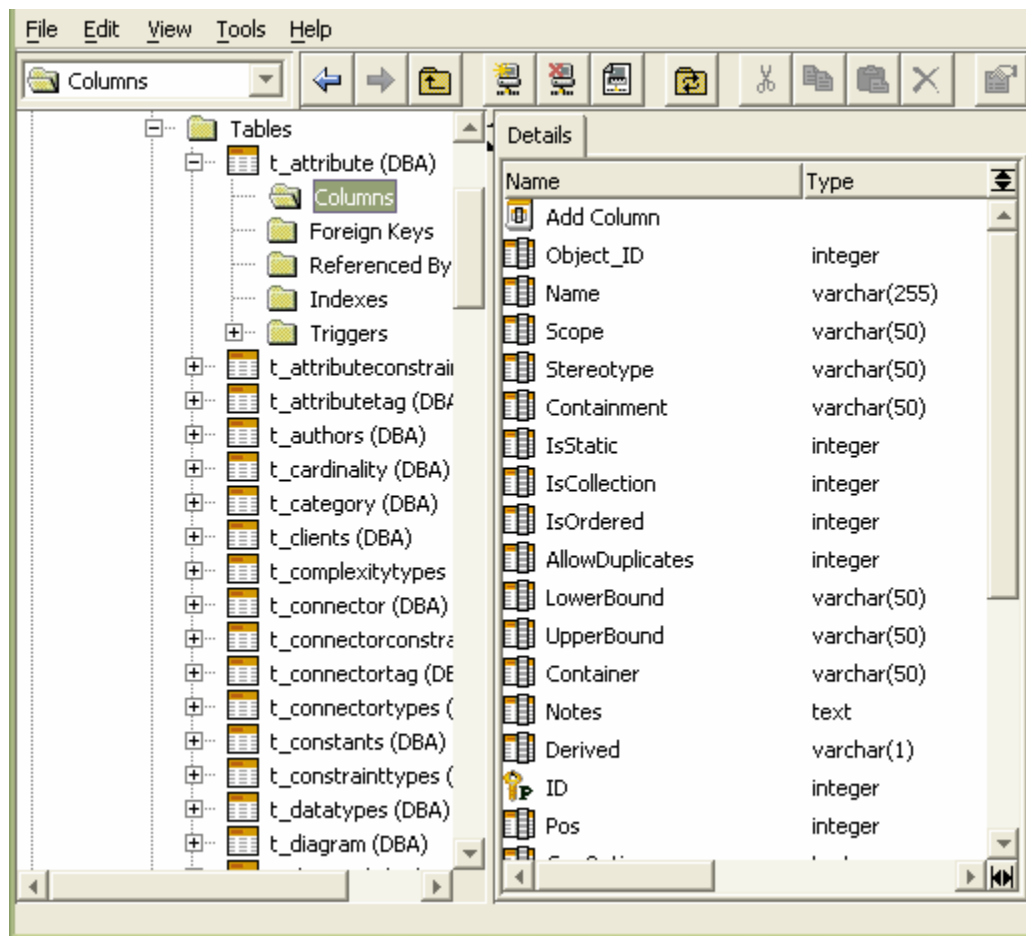 File Edit View Tools Help
Columns
Tables
t_attribute (DBA)
Columns
Foreign Keys
Referenced By
Indexes
Triggers
t_attributeconstrai
t_attributetag (DBA
t_authors (DBA)
t_cardinality (DBA)
t_category (DBA)
t_clients (DBA)
t_complexitytypes
t_connector (DBA)
t_connectorconstra
t_connectortag (DB
t_connectortypes (
t_constants (DBA)
t_constrainttypes (
t_datatypes (DBA)
t_diagram (DBA)
Details
Name Type
Add Column
Object_ID integer
Name varchar(255)
Scope varchar(50)
Stereotype varchar(50)
Containment varchar(50)
IsStatic integer
IsCollection integer
IsOrdered integer
AllowDuplicates integer
LowerBound varchar(50)
UpperBound varchar(50)
Container varchar(50)
Notes text
Derived varchar(1)
ID integer
Pos integer